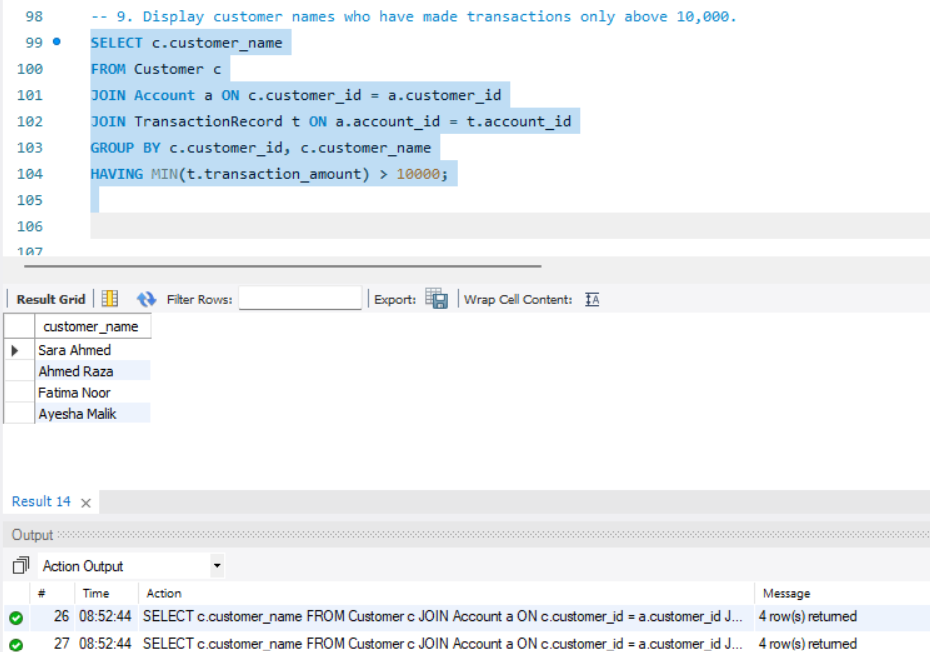 98 -- 9. Display customer names who have made transactions only above 10,000.
99 SELECT c.customer_name
100 FROM Customer c
101 JOIN Account a ON c.customer_id = a.customer_id
102 JOIN TransactionRecord t ON a.account_id = t.account_id
103 GROUP BY c.customer_id, c.customer_name
104 HAVING MIN(t.transaction_amount) > 10000;
105
106
107
Result Grid Filter Rows: Export: Wrap Cell Content: IA
customer_name
Sara Ahmed
Ahmed Raza
Fatima Noor
Ayesha Malik
Result 14 ×
Output
Action Output
# Time Action Message
26 08:52:44 SELECT c.customer_name FROM Customer c JOIN Account a ON c.customer_id = a.customer_id J... 4 row(s) returned
27 08:52:44 SELECT c.customer_name FROM Customer c JOIN Account a ON c.customer_id = a.customer_id J... 4 row(s) returned